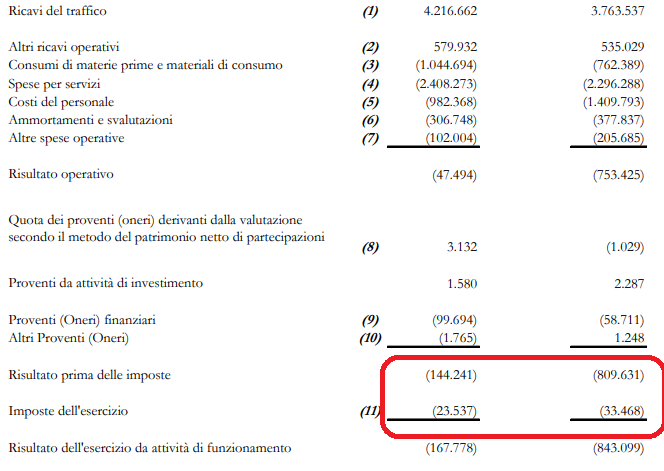 Ricavi del traffico (1) 4.216.662 3.763.537
Altri ricavi operativi (2) 579.932 535.029
Consumi di materie prime e materiali di consumo (3) (1.044.694) (762.389)
Spese per servizi (4) (2.408.273) (2.296.288)
Costi del personale (5) (982.368) (1.409.793)
Ammortamenti e svalutazioni (6) (306.748) (377.837)
Altre spese operative (7) (102.004) (205.685)
Risultato operativo (47.494) (753.425)
Quota dei proventi (oneri) derivanti dalla valutazione
secondo il metodo del patrimonio netto di partecipazioni
(8) 3.132 (1.029)
Proventi da attività di investimento 1.580 2.287
Proventi (Oneri) finanziari (9) (99.694) (58.711)
Altri Proventi (Oneri) (10) (1.765) 1.248
Risultato prima delle imposte (144.241) (809.631)
Imposte dell'esercizio (11) (23.537) (33.468)
Risultato dell'esercizio da attività di funzionamento (167.778) (843.099)